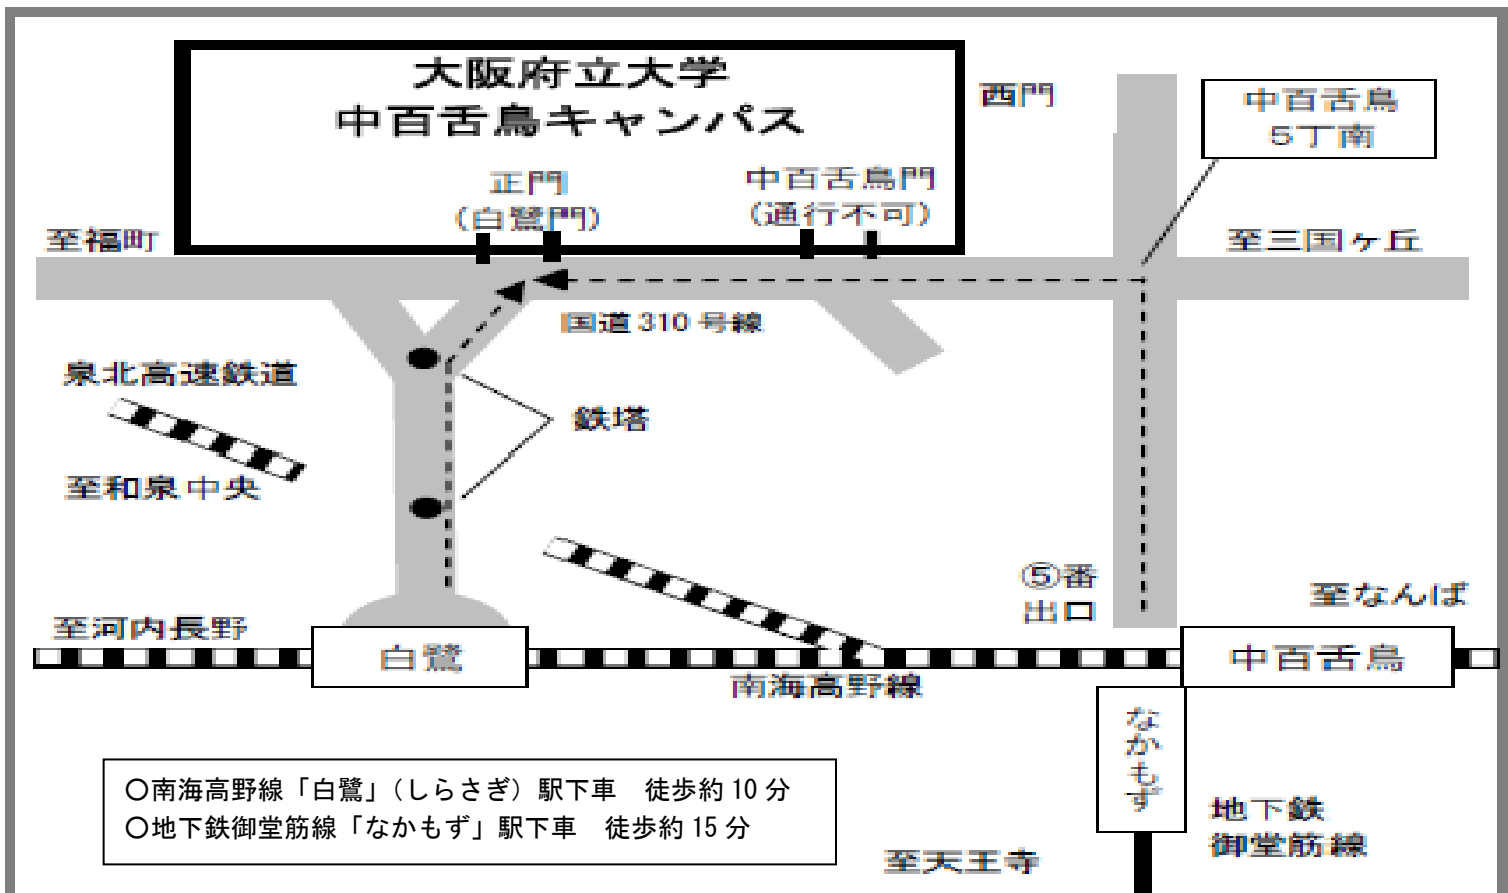 大阪府立大学
中百舌鳥キャンパス
西門
中百舌鳥
5丁南
正門
(白鷺門)
中百舌鳥門
(通行不可)
至福町
至三国ヶ丘
国道310号線
泉北高速鉄道
鉄塔
至和泉中央
⑤番
出口
至なんば
至河内長野
白鷺
中百舌鳥
南海高野線
なかもず
○南海高野線「白鷺」(しらさぎ)駅下車　徒歩約10分
○地下鉄御堂筋線「なかもず」駅下車　徒歩約15分
地下鉄
御堂筋線
至天王寺